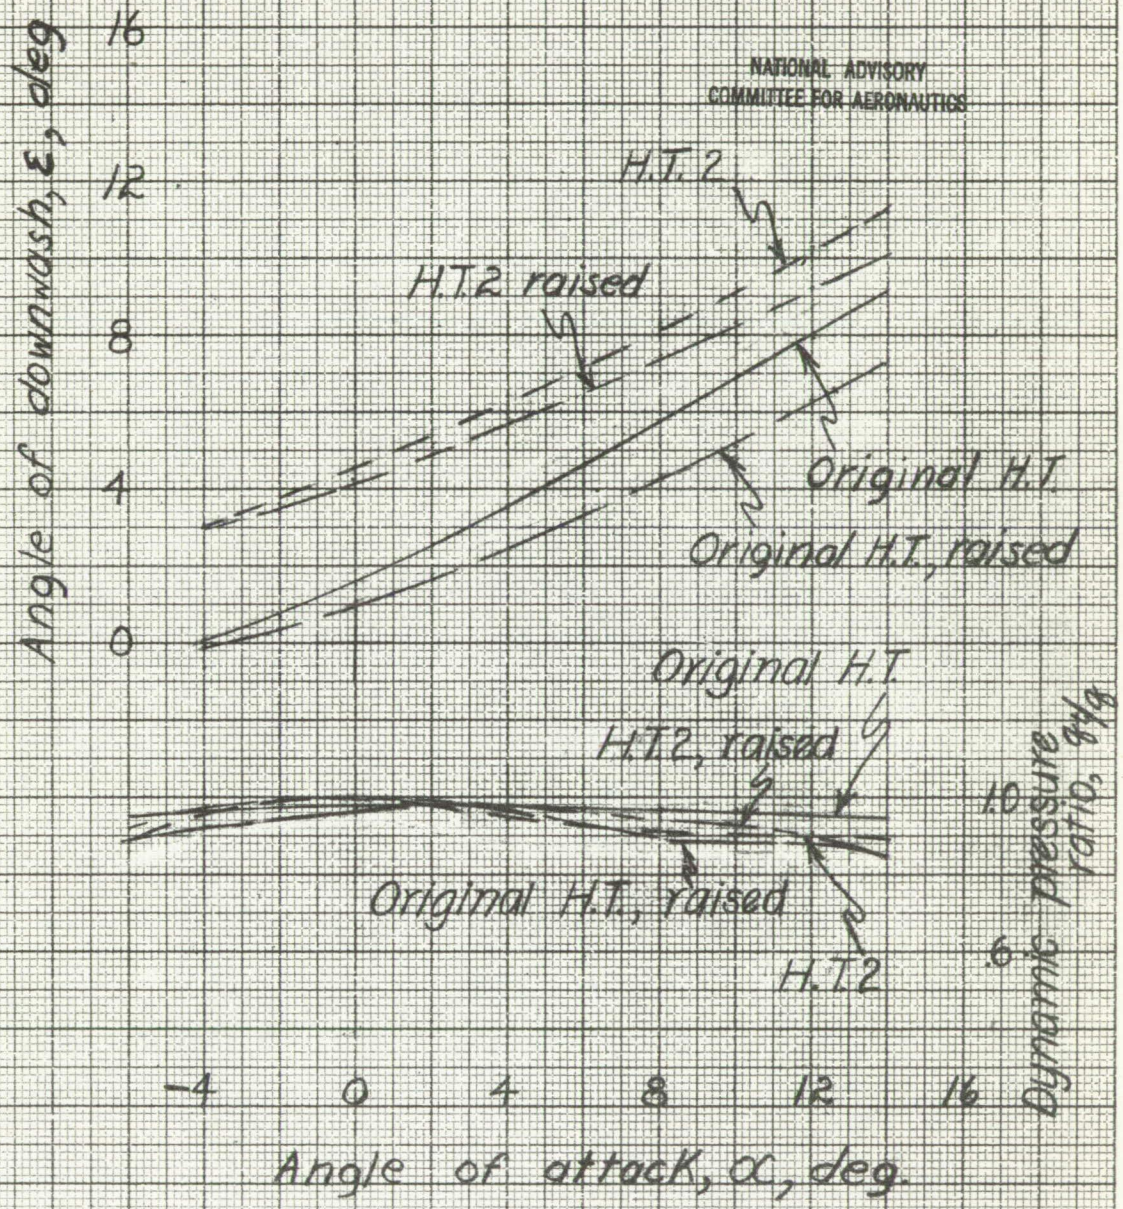 16
NATIONAL ADVISORY
COMMITTEE FOR AERONAUTICS
Angle of downwash, ε, deg
12
H.T. 2
H.T.2 raised
8
4
Original H.T.
Original H.T., raised
0
Original H.T.
H.T.2, raised
1.0
Dynamic pressure
ratio,
Original H.T., raised
.6
H.T.2
-4 0 4 8 12 16
Angle of attack, α, deg.